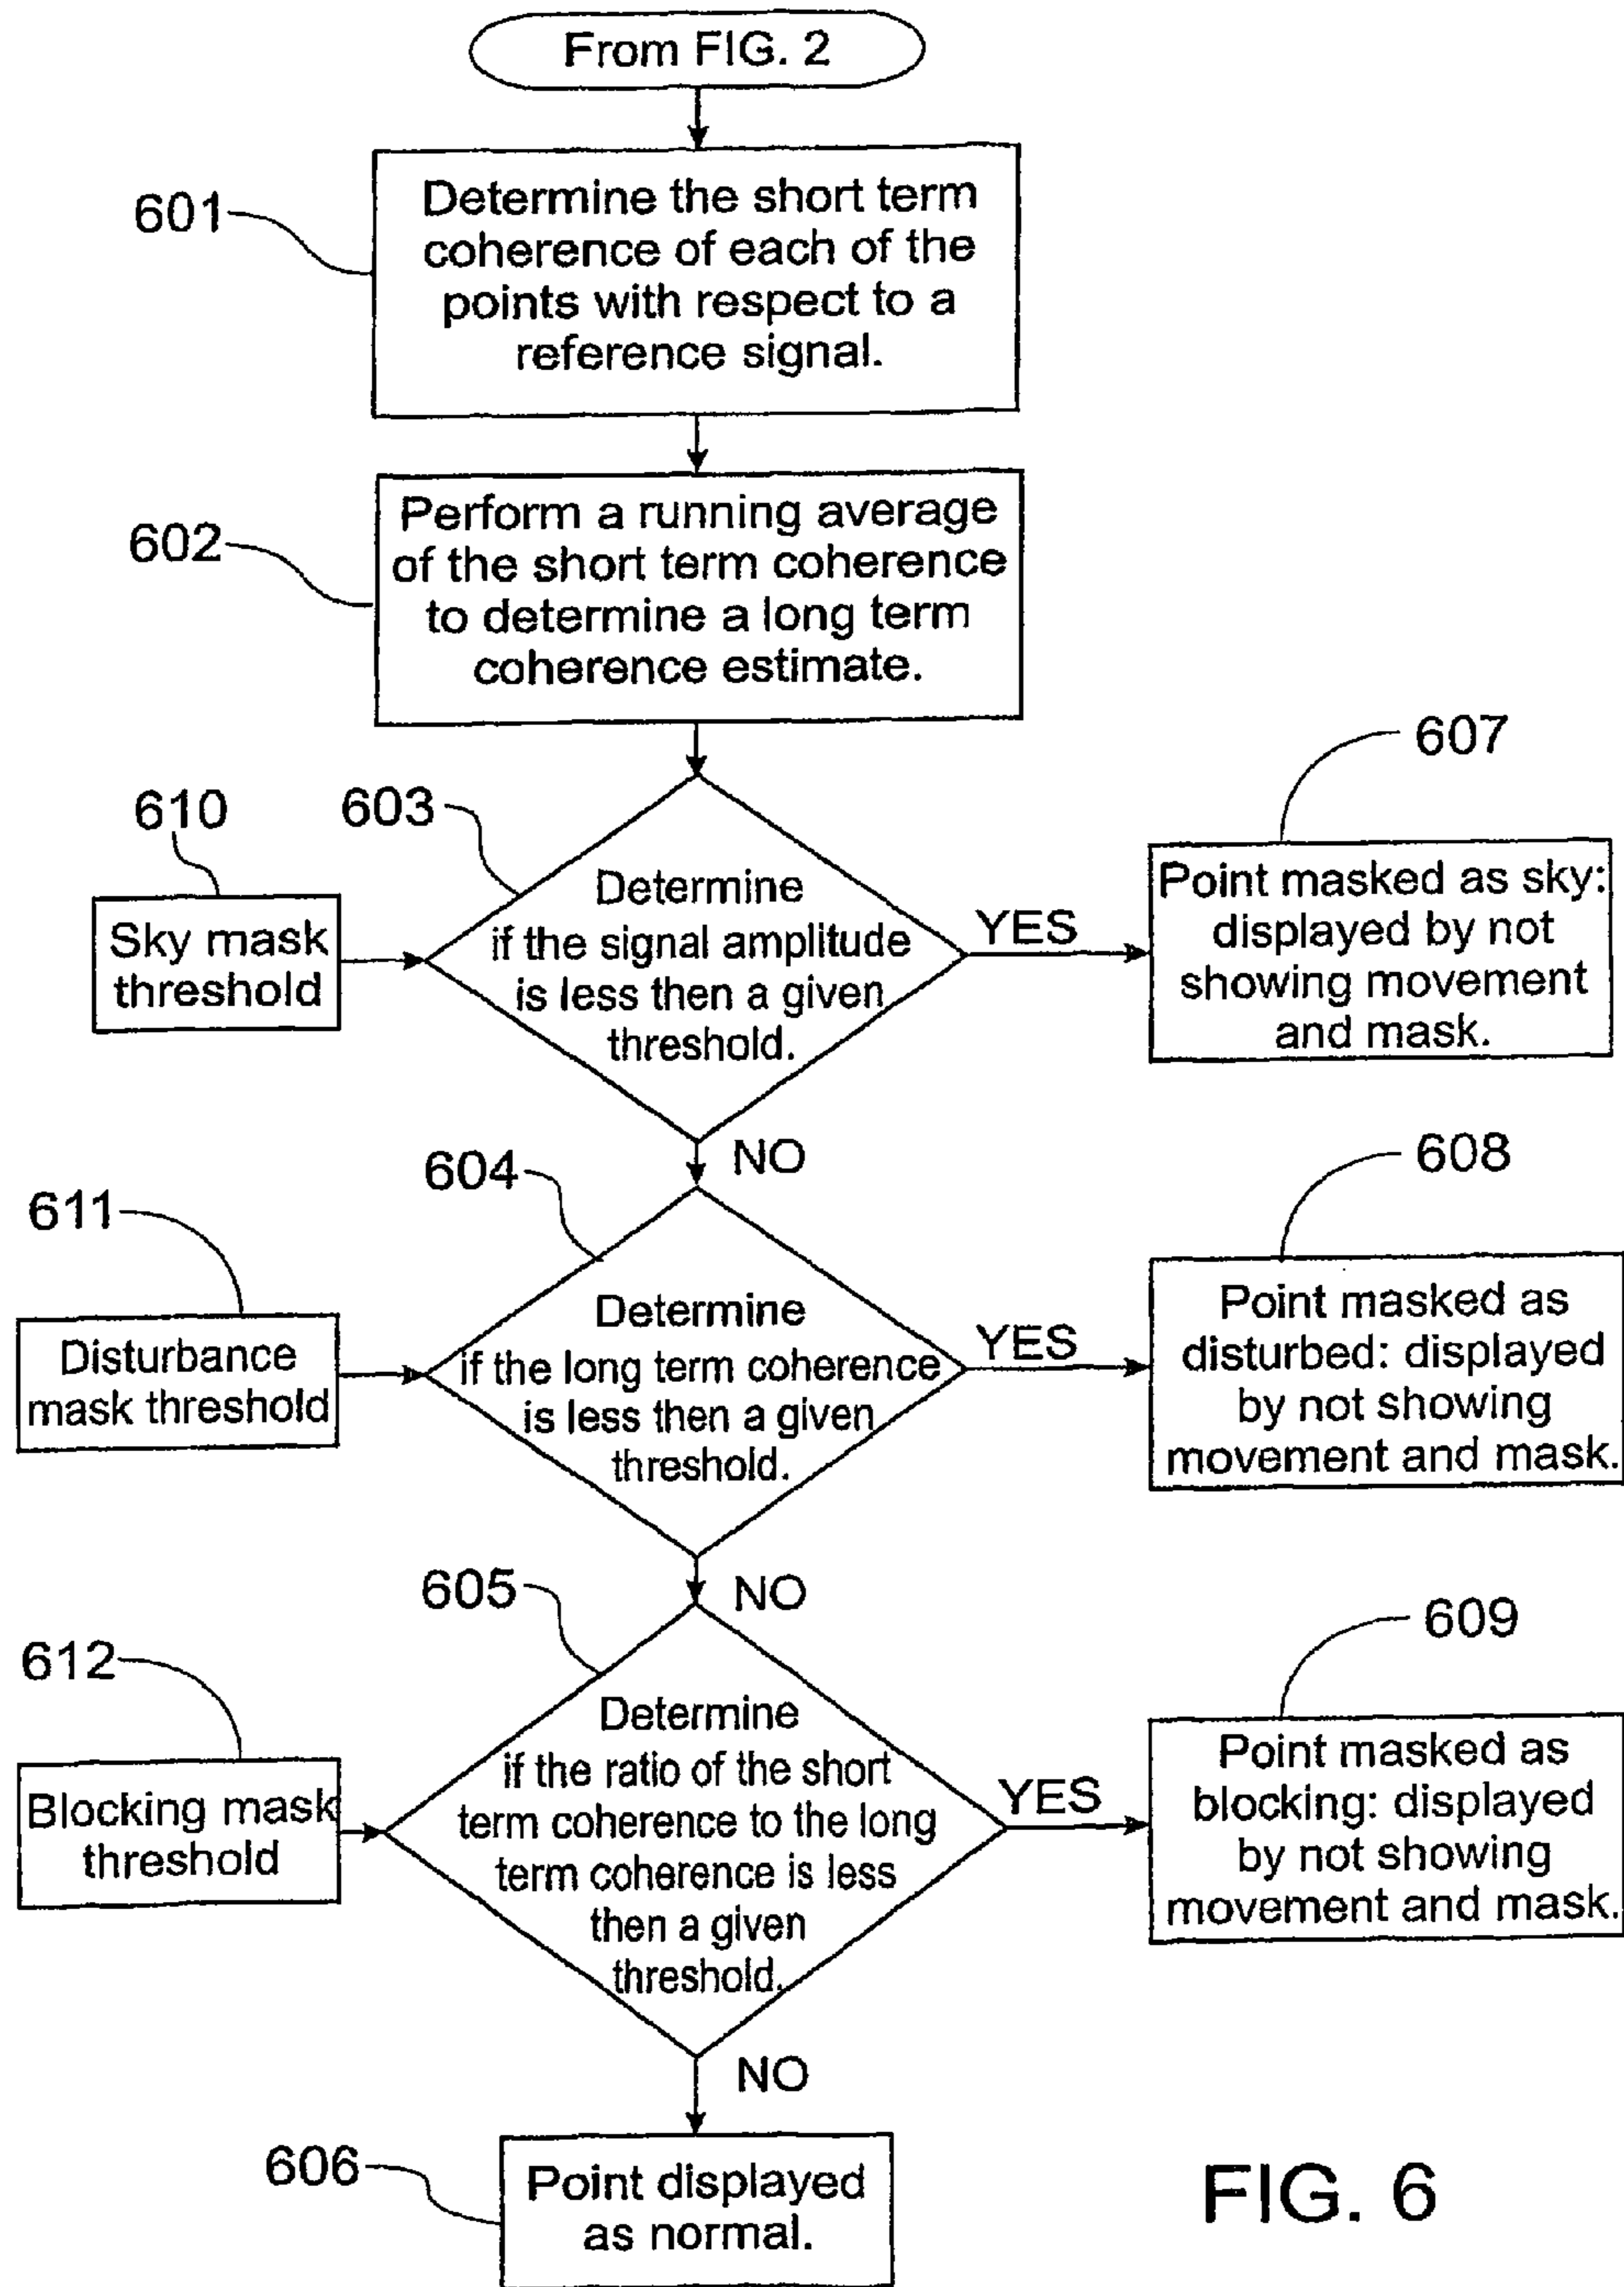 From FIG. 2
601
Determine the short term
coherence of each of the
points with respect to a
reference signal.
602
Perform a running average
of the short term coherence
to determine a long term
coherence estimate.
610
Sky mask
threshold
603
Determine
if the signal amplitude
is less then a given
threshold.
YES
607
Point masked as sky:
displayed by not
showing movement
and mask.
NO
611
Disturbance
mask threshold
604
Determine
if the long term coherence
is less then a given
threshold.
YES
608
Point masked as
disturbed: displayed
by not showing
movement and mask.
NO
612
Blocking mask
threshold
605
Determine
if the ratio of the short
term coherence to the long
term coherence is less
then a given
threshold.
YES
609
Point masked as
blocking: displayed
by not showing
movement and mask.
NO
606
Point displayed
as normal.
FIG. 6